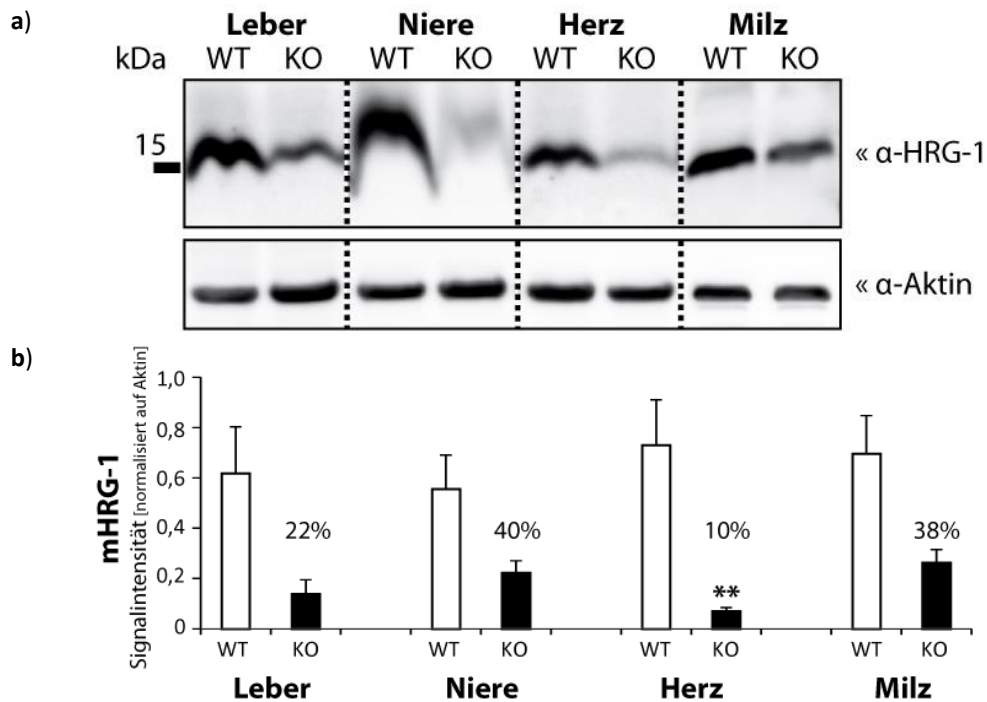 a)
Leber Niere Herz Milz
kDa WT KO WT KO WT KO WT KO
15
« α-HRG-1
« α-Aktin
b)
mHRG-1
Signalintensität [normalisiert auf Aktin]
1,0
0,8
0,6
0,4
0,2
0
22% 40% 10% 38%
**
WT KO WT KO WT KO WT KO
Leber Niere Herz Milz